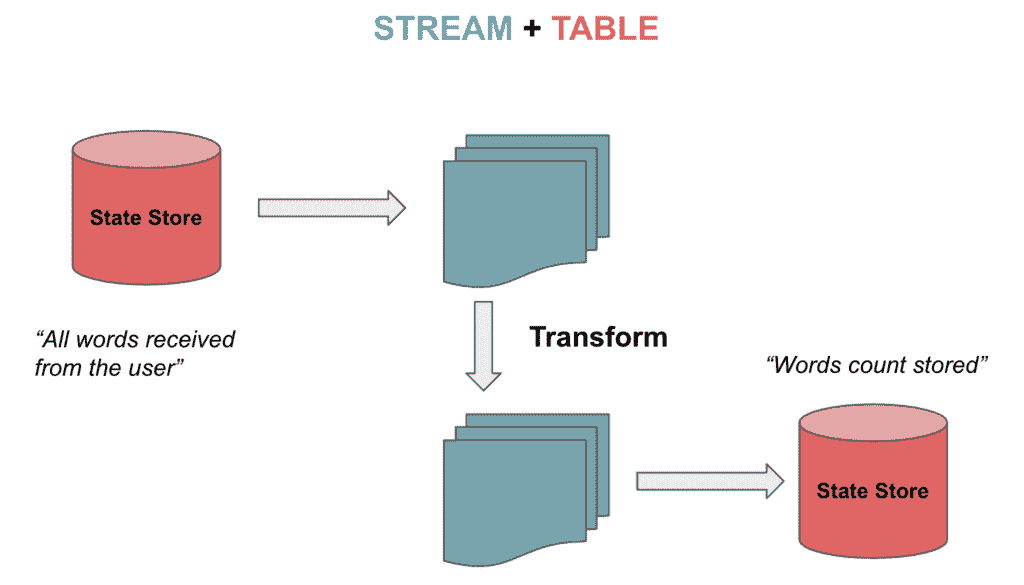 STREAM + TABLE
State Store
“All words received
from the user”
Transform
“Words count stored”
State Store